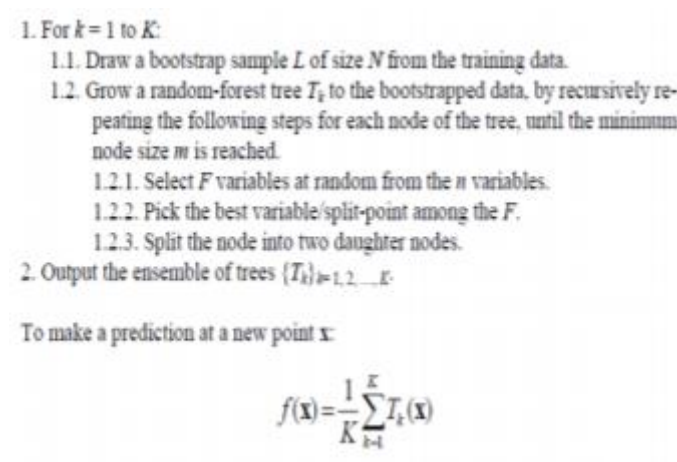 1. For k = 1 to K:
1.1. Draw a bootstrap sample L of size N from the training data.
1.2. Grow a random-forest tree Tₖ to the bootstrapped data, by recursively re-
peating the following steps for each node of the tree, until the minimum
node size m is reached.
1.2.1. Select F variables at random from the n variables.
1.2.2. Pick the best variable/split-point among the F.
1.2.3. Split the node into two daughter nodes.
2. Output the ensemble of trees {Tₖ}ₖ₌₁,₂,...,K.
To make a prediction at a new point x:
f(x)=1/K ∑ₖ₌₁ᴷ Tₖ(x)